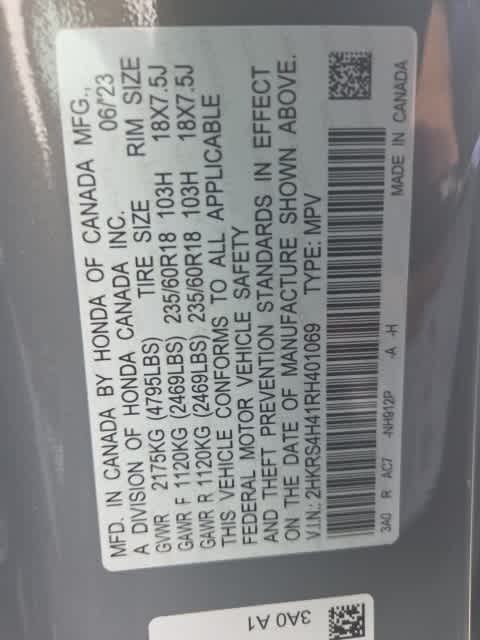 MFD. IN CANADA BY HONDA OF CANADA MFG.,
A DIVISION OF HONDA CANADA INC. 06/'23
GVWR 2175KG (4795LBS) TIRE SIZE RIM SIZE
GAWR F 1120KG (2469LBS) 235/60R18 103H 18X7.5J
GAWR R 1120KG (2469LBS) 235/60R18 103H 18X7.5J
THIS VEHICLE CONFORMS TO ALL APPLICABLE
FEDERAL MOTOR VEHICLE SAFETY
AND THEFT PREVENTION STANDARDS IN EFFECT
ON THE DATE OF MANUFACTURE SHOWN ABOVE.
V.I.N.: 2HKRS4H41RH401069 TYPE: MPV
3A0 R AC7 -NH912P -A -H MADE IN CANADA
3A0 A1